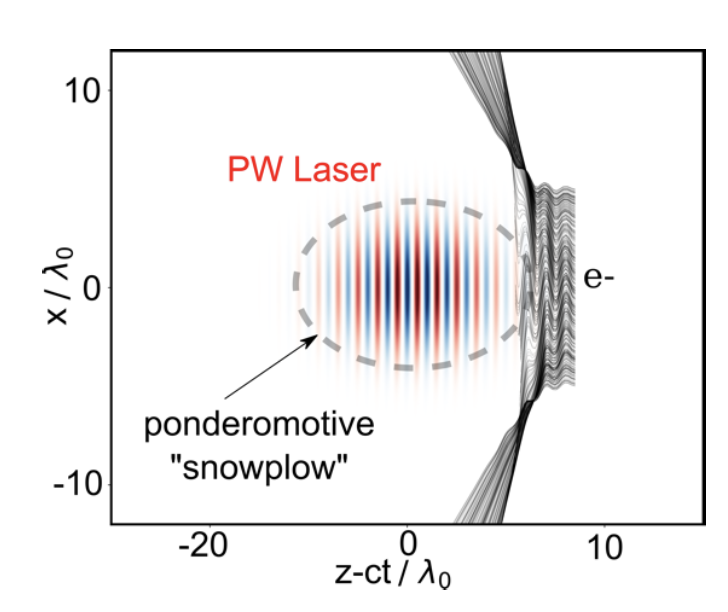 10
PW Laser
x / λ0
0
e-
ponderomotive
"snowplow"
-10
-20
0
10
z-ct / λ0